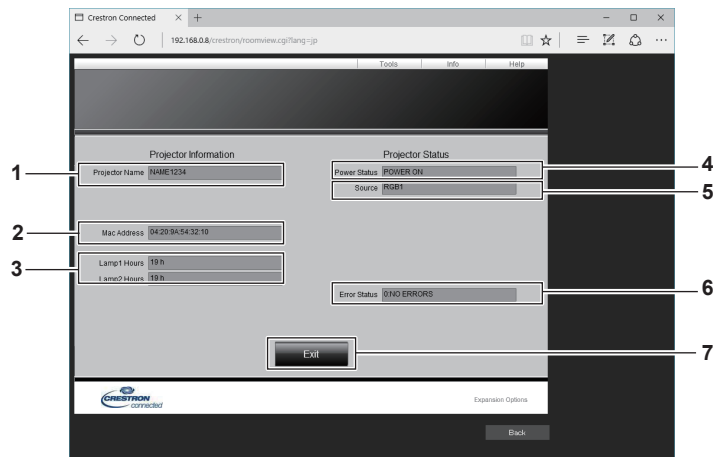 Crestron Connected
192.168.0.8/crestron/roomview.cgi?lang=jp
Tools Info Help
Projector Information
Projector Status
1
Projector Name NAME1234
Power Status POWER ON
4
Source RGB1
5
2
Mac Address 04:20:9A:54:32:10
3
Lamp1 Hours 19 h
Lamp2 Hours 19 h
Error Status 0:NO ERRORS
6
Exit
7
CRESTRON
connected
Expansion Options
Back